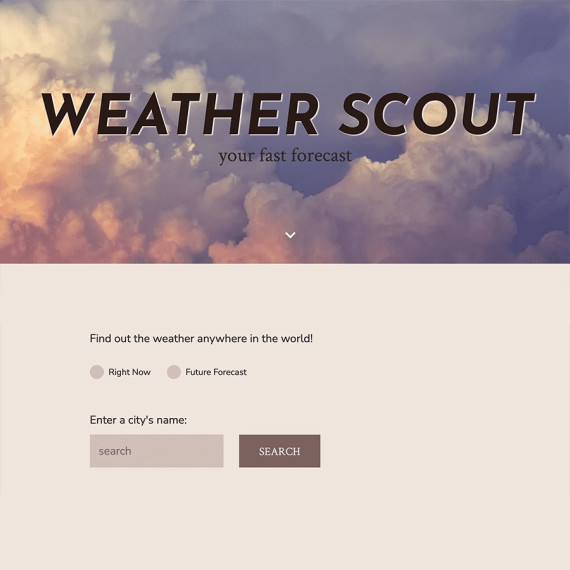 WEATHER SCOUT
your fast forecast
Find out the weather anywhere in the world!
Right Now Future Forecast
Enter a city's name:
search SEARCH